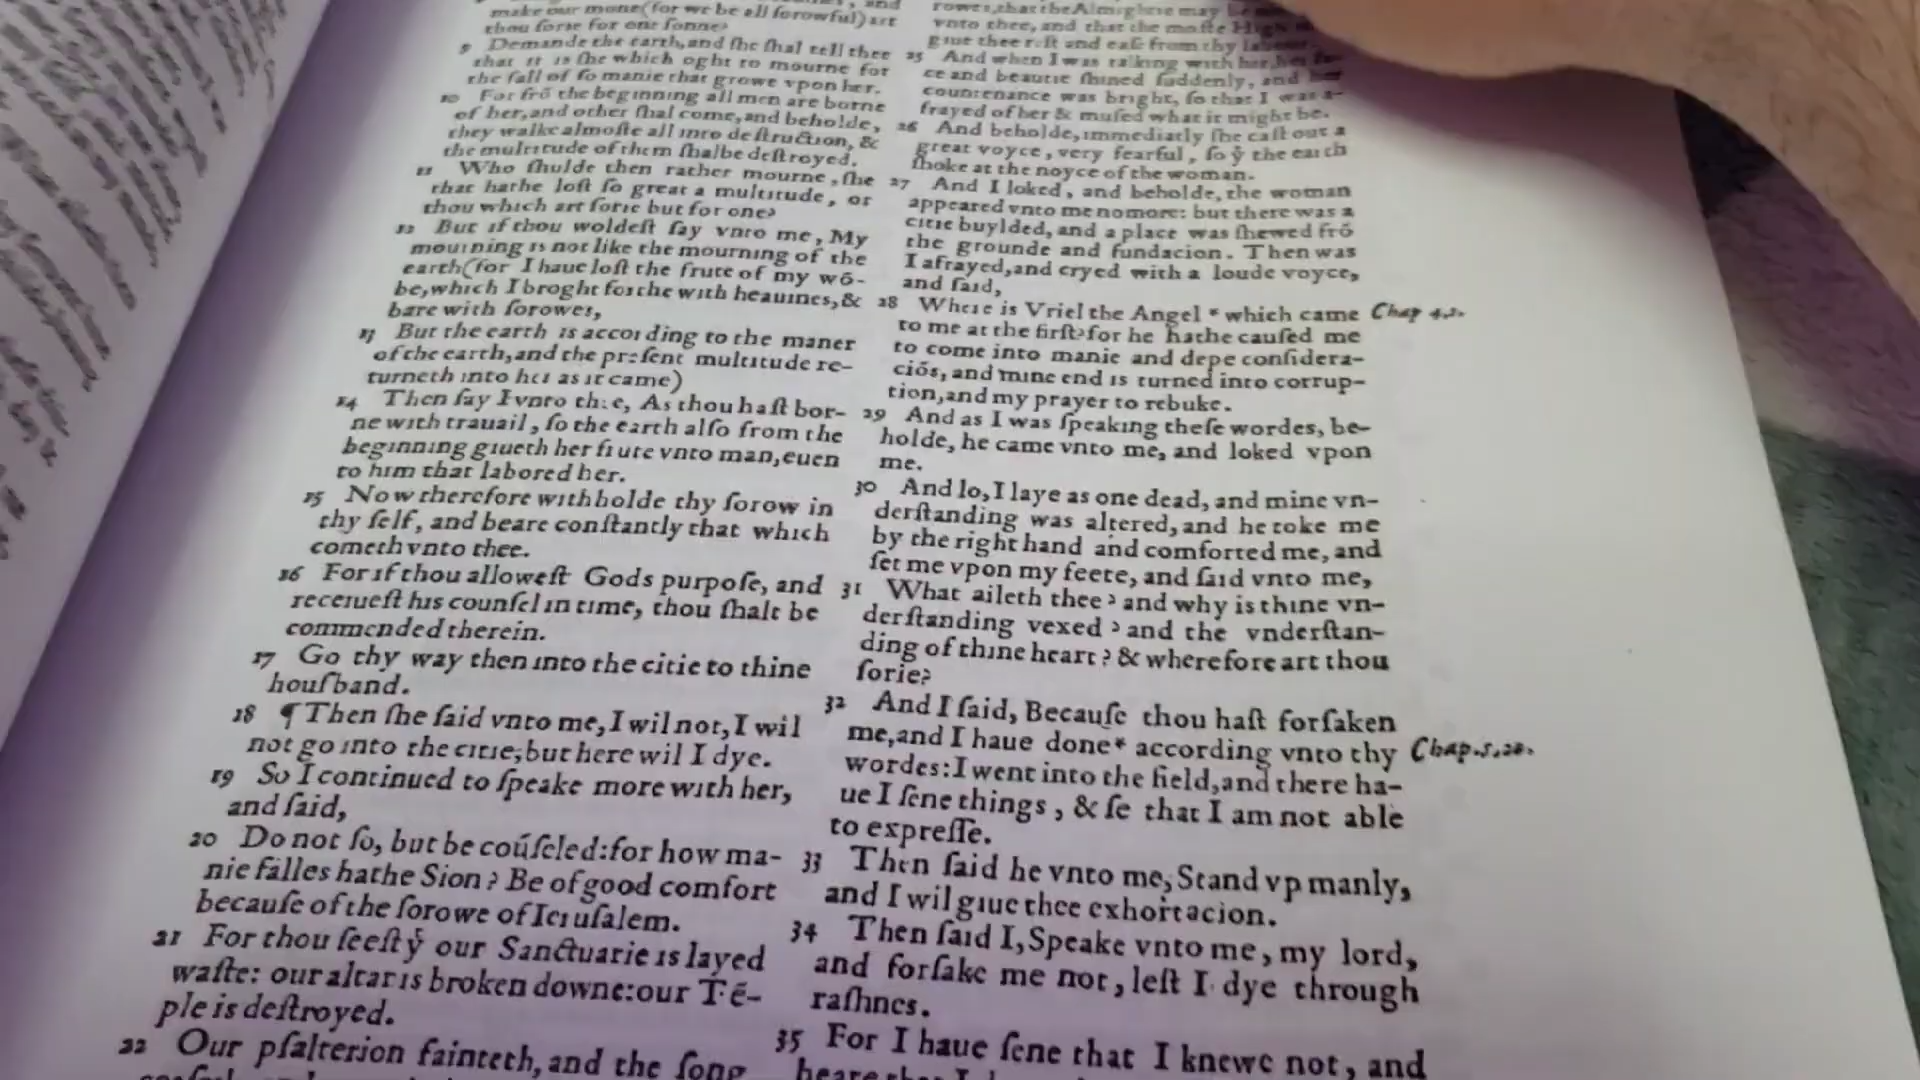 make our mone(for we be all ſorowful)art
thou ſorie for one ſonne?
9 Demande the earth,and ſhe ſhal tell thee
that it is ſhe which oght to mourne for
the fall of ſo manie that growe vpon her.
10 For frō the beginning all men are borne
of her,and other ſhal come,and beholde,
they walke almoſte all into deſtruction, &
the multitude of them ſhalbe deſtroyed.
11 Who ſhulde then rather mourne, ſhe
that hathe loſt ſo great a multitude, or
thou which art ſorie but for one?
12 But if thou woldeſt ſay vnto me, My
mourning is not like the mourning of the
earth(for I haue loſt the frute of my wō-
be,which I broght forthe with heauines,&
bare with ſorowes,
13 But the earth is according to the maner
of the earth,and the preſent multitude re-
turneth into her as it came)
14 Then ſay I vnto thee, As thou haſt bor-
ne with trauail, ſo the earth alſo from the
beginning giueth her frute vnto man,euen
to him that labored her.
15 Now therefore withholde thy ſorow in
thy ſelf, and beare conſtantly that which
cometh vnto thee.
16 For if thou alloweſt Gods purpoſe, and
receiueſt his counſel in time, thou ſhalt be
commended therein.
17 Go thy way then into the citie to thine
houſband.
18 ¶ Then ſhe ſaid vnto me, I wil not, I wil
not go into the citie;but here wil I dye.
19 So I continued to ſpeake more with her,
and ſaid,
20 Do not ſo, but be coūſeled:for how ma-
nie falles hathe Sion? Be of good comfort
becauſe of the ſorowe of Ieruſalem.
21 For thou ſeeſt ẏ our Sanctuarie is layed
waſte: our altar is broken downe:our Tē-
ple is deſtroyed.
22 Our pſalterion fainteth, and the ſong
rowes,that the Almightie may be
vnto thee, and that the moſte High
giue thee reſt and eaſe from thy labour.
25 And when I was talking with her,her fa-
ce and beautie ſhined ſuddenly, and her
countenance was bright, ſo that I was a-
frayed of her & muſed what it might be.
26 And beholde, immediatly ſhe caſt out a
great voyce, very fearful, ſo ẏ the earth
ſhoke at the noyce of the woman.
27 And I loked, and beholde, the woman
appeared vnto me nomore: but there was a
citie buylded, and a place was ſhewed frō
the grounde and fundacion. Then was
I afrayed,and cryed with a loude voyce,
and ſaid,
28 Where is Vriel the Angel * which came Chap 4,1.
to me at the firſt? for he hathe cauſed me
to come into manie and depe conſidera-
ciōs, and mine end is turned into corrup-
tion,and my prayer to rebuke.
29 And as I was ſpeaking theſe wordes, be-
holde, he came vnto me, and loked vpon
me.
30 And lo, I laye as one dead, and mine vn-
derſtanding was altered, and he toke me
by the right hand and comforted me, and
ſet me vpon my feete, and ſaid vnto me,
31 What aileth thee? and why is thine vn-
derſtanding vexed? and the vnderſtan-
ding of thine heart? & wherefore art thou
ſorie?
32 And I ſaid, Becauſe thou haſt forſaken
me,and I haue done* according vnto thy Chap.5,20.
wordes:I went into the field,and there ha-
ue I ſene things, & ſe that I am not able
to expreſſe.
33 Then ſaid he vnto me, Stand vp manly,
and I wil giue thee exhortacion.
34 Then ſaid I, Speake vnto me, my lord,
and forſake me not, leſt I dye through
raſhnes.
35 For I haue ſene that I knewe not, and